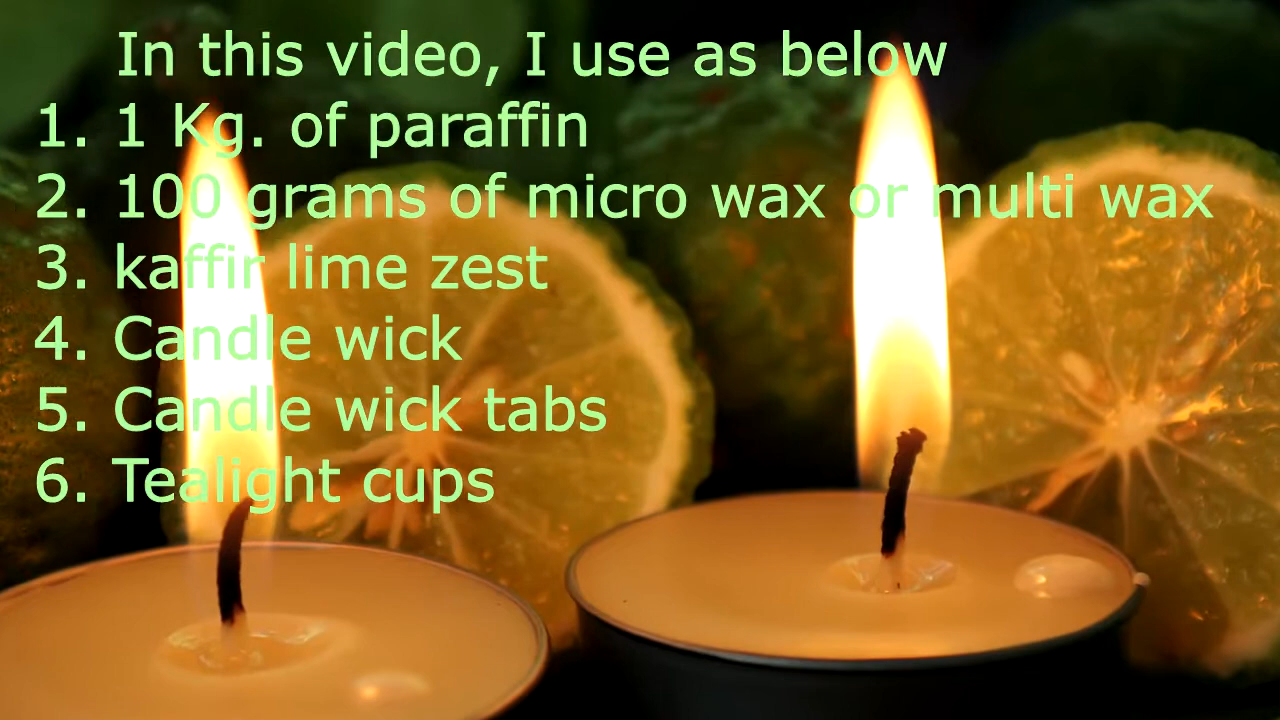 In this video, I use as below
1. 1 Kg. of paraffin
2. 100 grams of micro wax or multi wax
3. kaffir lime zest
4. Candle wick
5. Candle wick tabs
6. Tealight cups